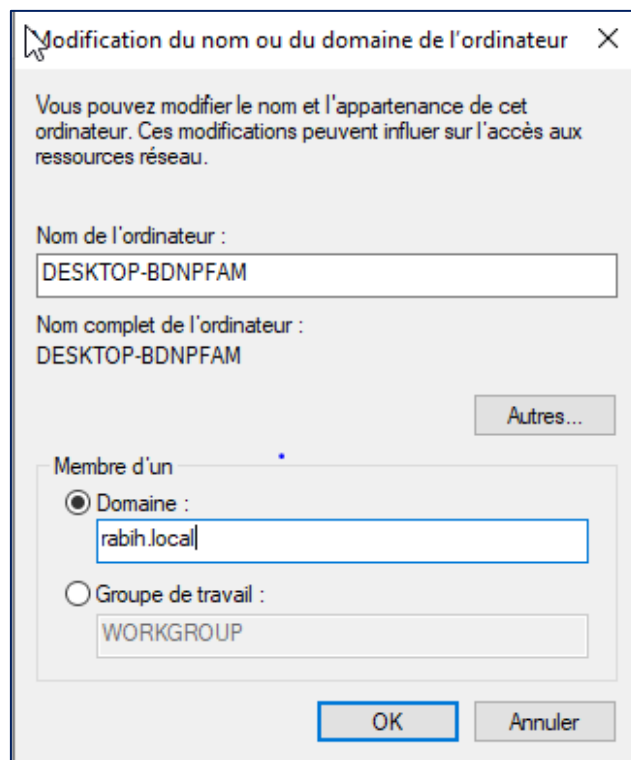 Modification du nom ou du domaine de l'ordinateur
Vous pouvez modifier le nom et l'appartenance de cet
ordinateur. Ces modifications peuvent influer sur l'accès aux
ressources réseau.
Nom de l'ordinateur :
DESKTOP-BDNPFAM
Nom complet de l'ordinateur :
DESKTOP-BDNPFAM
Autres...
Membre d'un
Domaine :
rabih.local
Groupe de travail :
WORKGROUP
OK Annuler